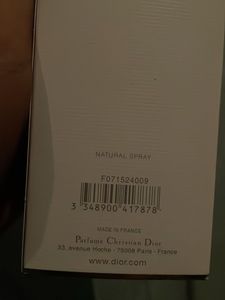 NATURAL SPRAY
F071524009
3 348900 417878
MADE IN FRANCE
Parfums Christian Dior
33, avenue Hoche - 75008 Paris - France
www.dior.com